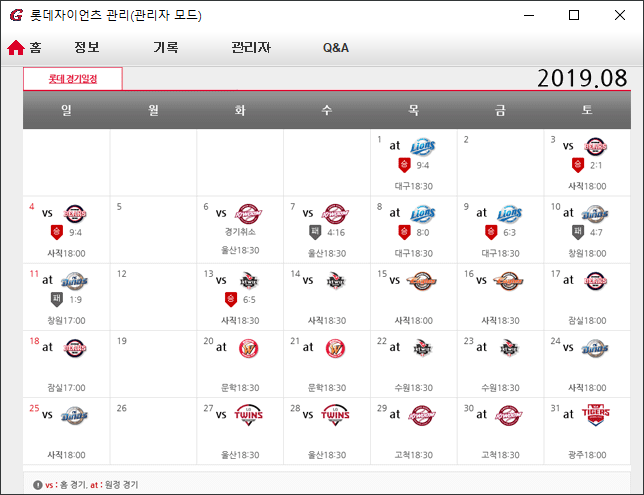 롯데자이언츠 관리(관리자 모드)
홈 정보 기록 관리자 Q&A
롯데 경기일정 2019.08
일 월 화 수 목 금 토
1 at Lions 2 3 vs
승 9:4 승 2:1
대구18:30 사직18:00
4 vs 5 6 vs 7 vs 8 at Lions 9 at Lions 10 at Dinos
승 9:4 경기취소 패 4:16 승 8:0 승 6:3 패 4:7
사직18:00 울산18:30 울산18:30 대구18:30 대구18:30 창원18:00
11 at Dinos 12 13 vs 14 vs 15 vs 16 vs 17 at
패 1:9 승 6:5
창원17:00 사직18:30 사직18:30 사직18:00 사직18:30 잠실18:00
18 at 19 20 at 21 at 22 at 23 at 24 vs Dinos
잠실17:00 문학18:30 문학18:30 수원18:30 수원18:30 사직18:00
25 vs Dinos 26 27 vs TWINS 28 vs TWINS 29 at 30 at 31 at TIGERS
사직18:00 울산18:30 울산18:30 고척18:30 고척18:30 광주18:00
vs : 홈 경기, at : 원정 경기